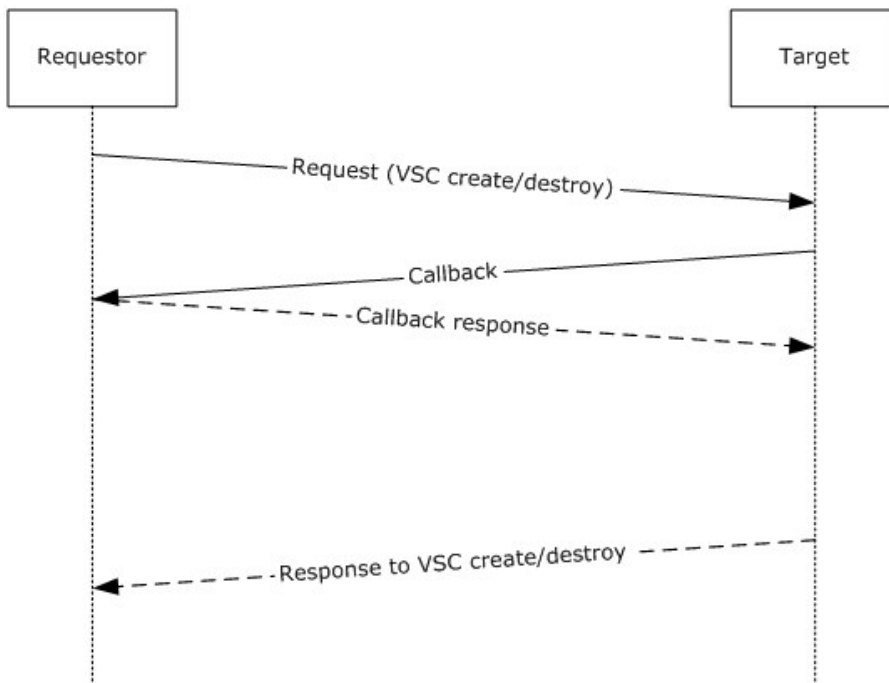 Requestor
Target
Request (VSC create/destroy)
Callback
Callback response
Response to VSC create/destroy